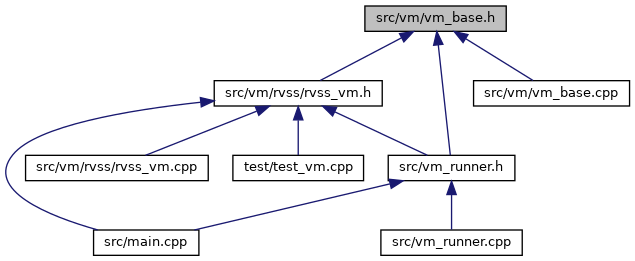 src/vm/vm_base.h
src/vm/rvss/rvss_vm.h
src/vm/vm_base.cpp
src/vm/rvss/rvss_vm.cpp
test/test_vm.cpp
src/vm_runner.h
src/main.cpp
src/vm_runner.cpp